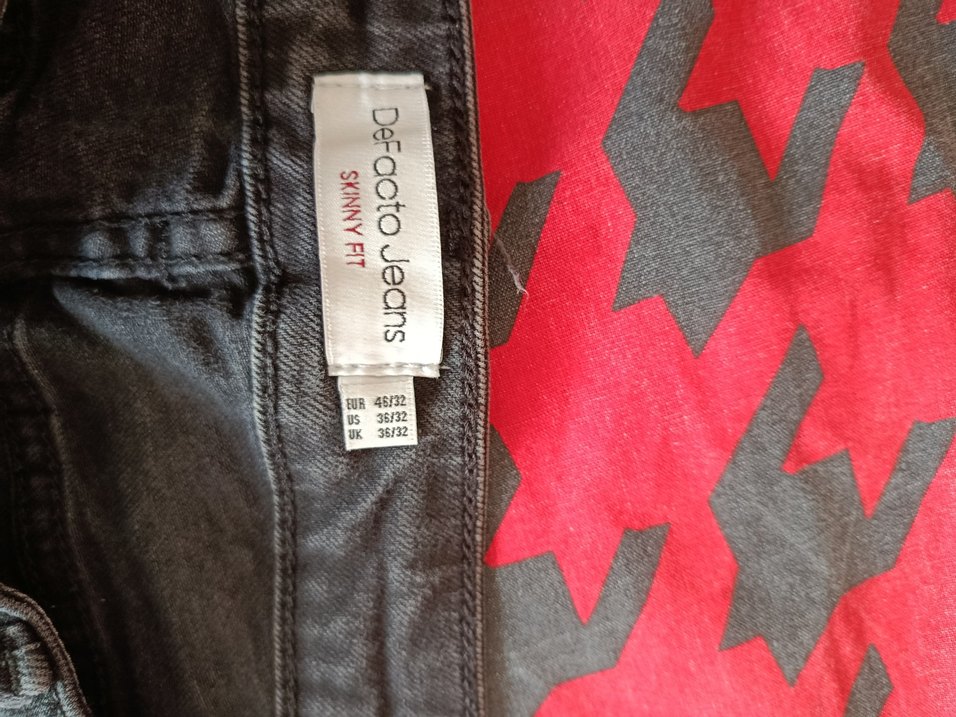 DeFacto Jeans
SKINNY FIT
EUR 46/32
US 36/32
UK 36/32